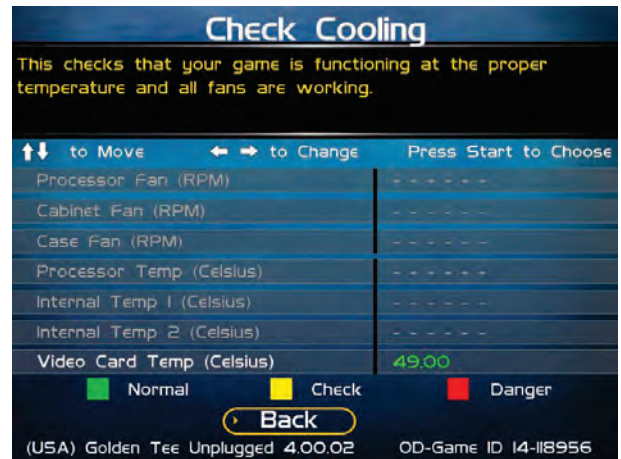 Check Cooling
This checks that your game is functioning at the proper
temperature and all fans are working.
to Move to Change Press Start to Choose
Processor Fan (RPM) - - - - - -
Cabinet Fan (RPM) - - - - - -
Case Fan (RPM) - - - - - -
Processor Temp (Celsius) - - - - - -
Internal Temp 1 (Celsius) - - - - - -
Internal Temp 2 (Celsius) - - - - - -
Video Card Temp (Celsius) 49.00
Normal Check Danger
Back
(USA) Golden Tee Unplugged 4.00.02 OD-Game ID 14-118956